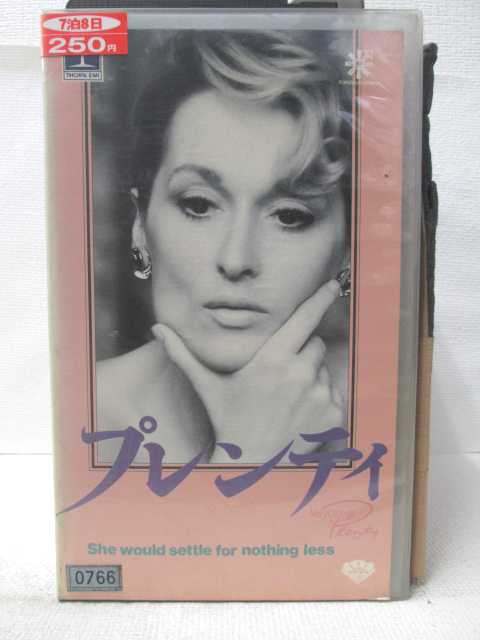 7泊8日
250円
THORN EMI
プレンティ
Plenty
She would settle for nothing less
0766